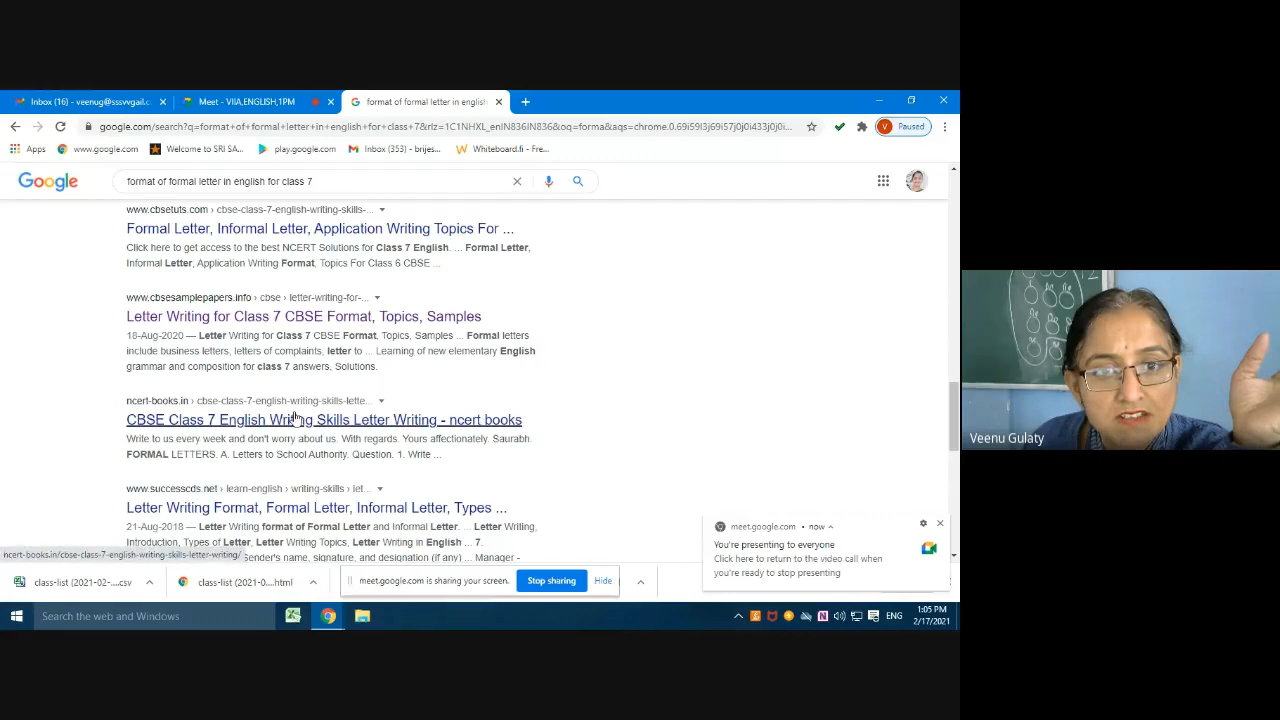 Inbox (16) - veenug@sssvvgail.c
Meet - VIIA,ENGLISH,1PM
format of formal letter in english
google.com/search?q=format+of+formal+letter+in+english+for+class+7&rlz=1C1NHXL_enIN836IN836&oq=forma&aqs=chrome.0.69i59l3j69i57j0i433j0j0i...
Paused
Apps
www.google.com
Welcome to SRI SA...
play.google.com
Inbox (353) - brijes...
Whiteboard.fi - Fre...
Google
format of formal letter in english for class 7
www.cbsetuts.com › cbse-class-7-english-writing-skills-...
Formal Letter, Informal Letter, Application Writing Topics For ...
Click here to get access to the best NCERT Solutions for Class 7 English. ... Formal Letter,
Informal Letter, Application Writing Format, Topics For Class 6 CBSE ...
www.cbsesamplepapers.info › cbse › letter-writing-for-...
Letter Writing for Class 7 CBSE Format, Topics, Samples
18-Aug-2020 — Letter Writing for Class 7 CBSE Format, Topics, Samples ... Formal letters
include business letters, letters of complaints, letter to ... Learning of new elementary English
grammar and composition for class 7 answers, Solutions.
ncert-books.in › cbse-class-7-english-writing-skills-lette...
CBSE Class 7 English Writing Skills Letter Writing - ncert books
Write to us every week and don't worry about us. With regards. Yours affectionately. Saurabh.
FORMAL LETTERS. A. Letters to School Authority. Question. 1. Write ...
www.successcds.net › learn-english › writing-skills › let...
Letter Writing Format, Formal Letter, Informal Letter, Types ...
21-Aug-2018 — Letter Writing format of Formal Letter and Informal Letter. ... Letter Writing,
Introduction, Types of Letter, Letter Writing Topics, Letter Writing in English ... 7.
ender's name, signature, and designation (if any) ... Manager -
ncert-books.in/cbse-class-7-english-writing-skills-letter-writing/
meet.google.com • now
You're presenting to everyone
Click here to return to the video call when
you're ready to stop presenting
class-list (2021-02-....csv
class-list (2021-0....html
meet.google.com is sharing your screen.
Stop sharing
Hide
Search the web and Windows
ENG
1:05 PM
2/17/2021
12
Veenu Gulaty